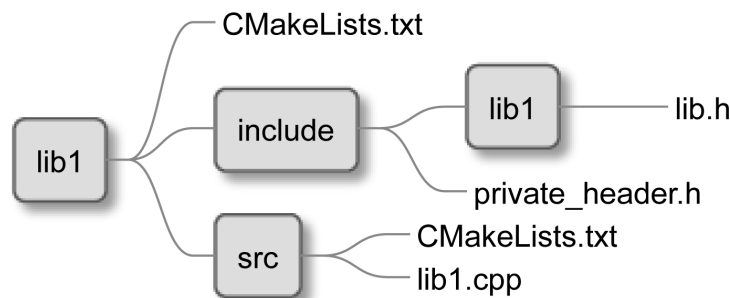 CMakeLists.txt
lib1
include
lib1
lib.h
private_header.h
src
CMakeLists.txt
lib1.cpp